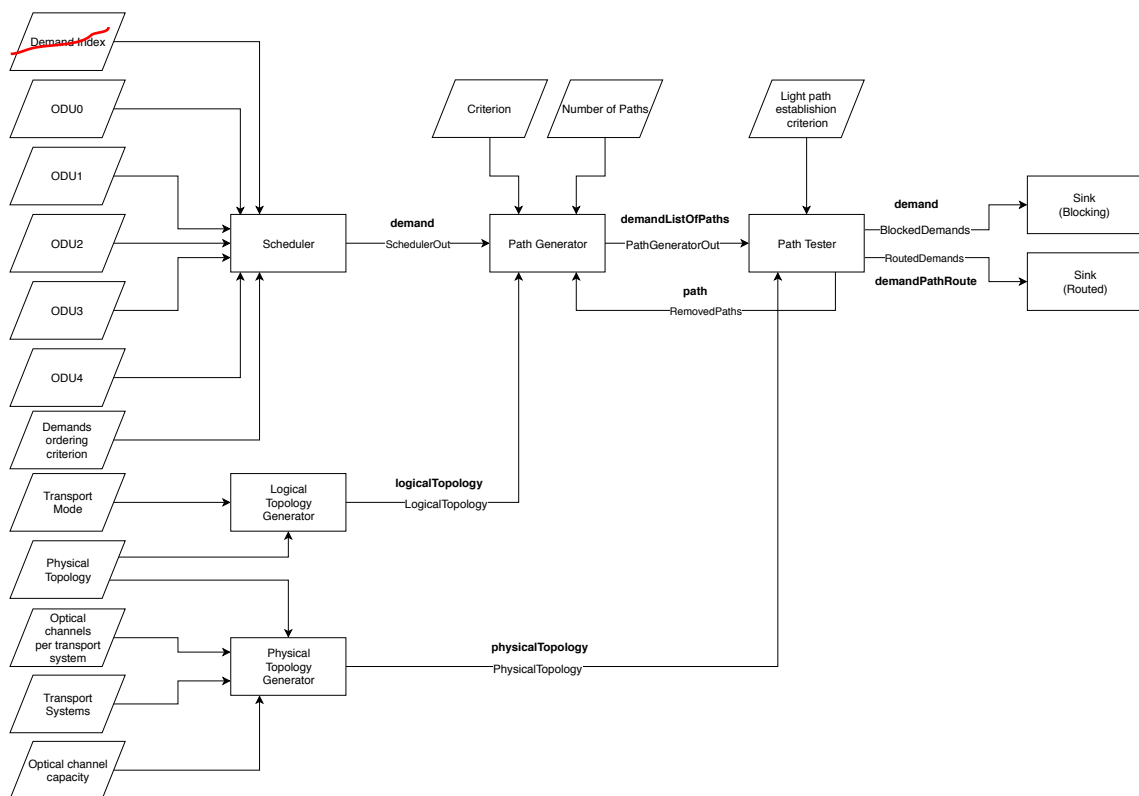 Demand Index
ODU0
Criterion
Number of Paths
Light path
establishion
criterion
ODU1
ODU2
Scheduler
demand
SchedulerOut
Path Generator
demandListOfPaths
PathGeneratorOut
Path Tester
demand
BlockedDemands
Sink
(Blocking)
RoutedDemands
demandPathRoute
Sink
(Routed)
path
RemovedPaths
ODU3
ODU4
Demands
ordering
criterion
Transport
Mode
Logical
Topology
Generator
logicalTopology
LogicalTopology
Physical
Topology
Optical
channels
per transport
system
Physical
Topology
Generator
physicalTopology
PhysicalTopology
Transport
Systems
Optical channel
capacity